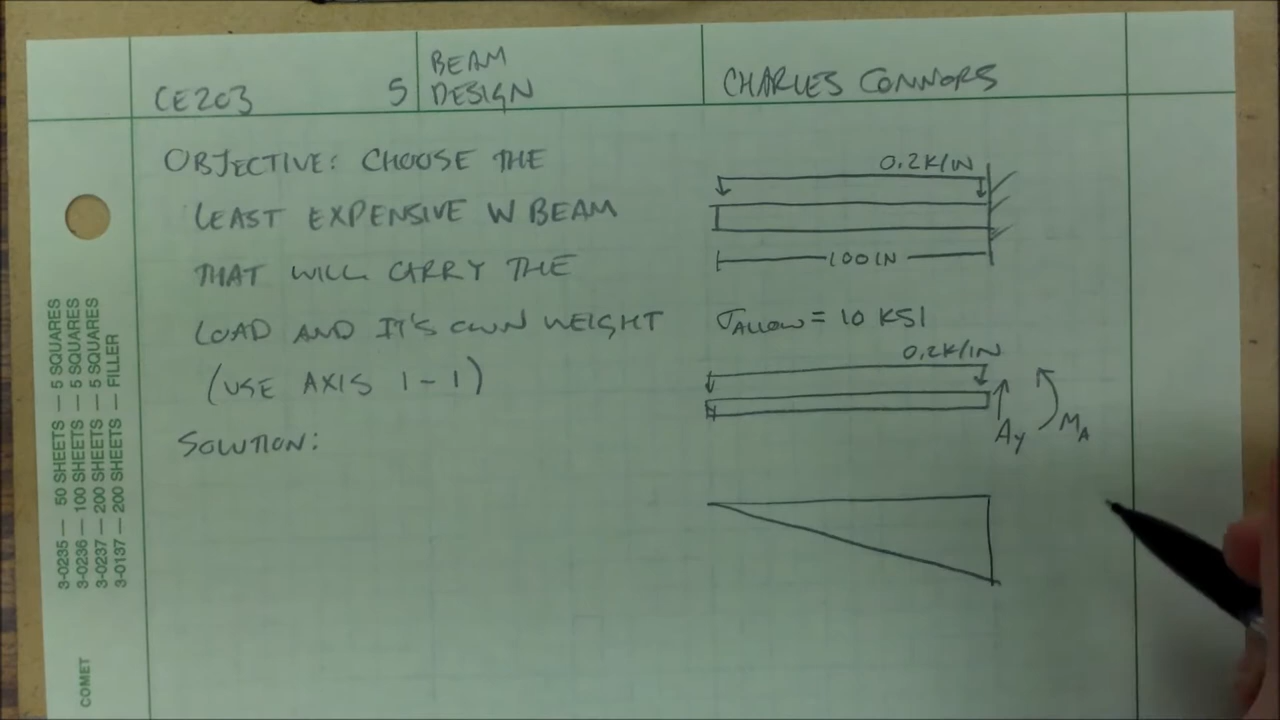 CE203
5
BEAM
DESIGN
CHARLES CONNORS
OBJECTIVE: CHOOSE THE
LEAST EXPENSIVE W BEAM
THAT WILL CARRY THE
LOAD AND IT'S OWN WEIGHT
(USE AXIS 1-1)
SOLUTION:
0.2K/IN
100IN
σALLOW = 10 KSI
0.2K/IN
Ay
MA
3-0235 — 50 SHEETS — 5 SQUARES
3-0236 — 100 SHEETS — 5 SQUARES
3-0237 — 200 SHEETS — 5 SQUARES
3-0137 — 200 SHEETS — FILLER
COMET